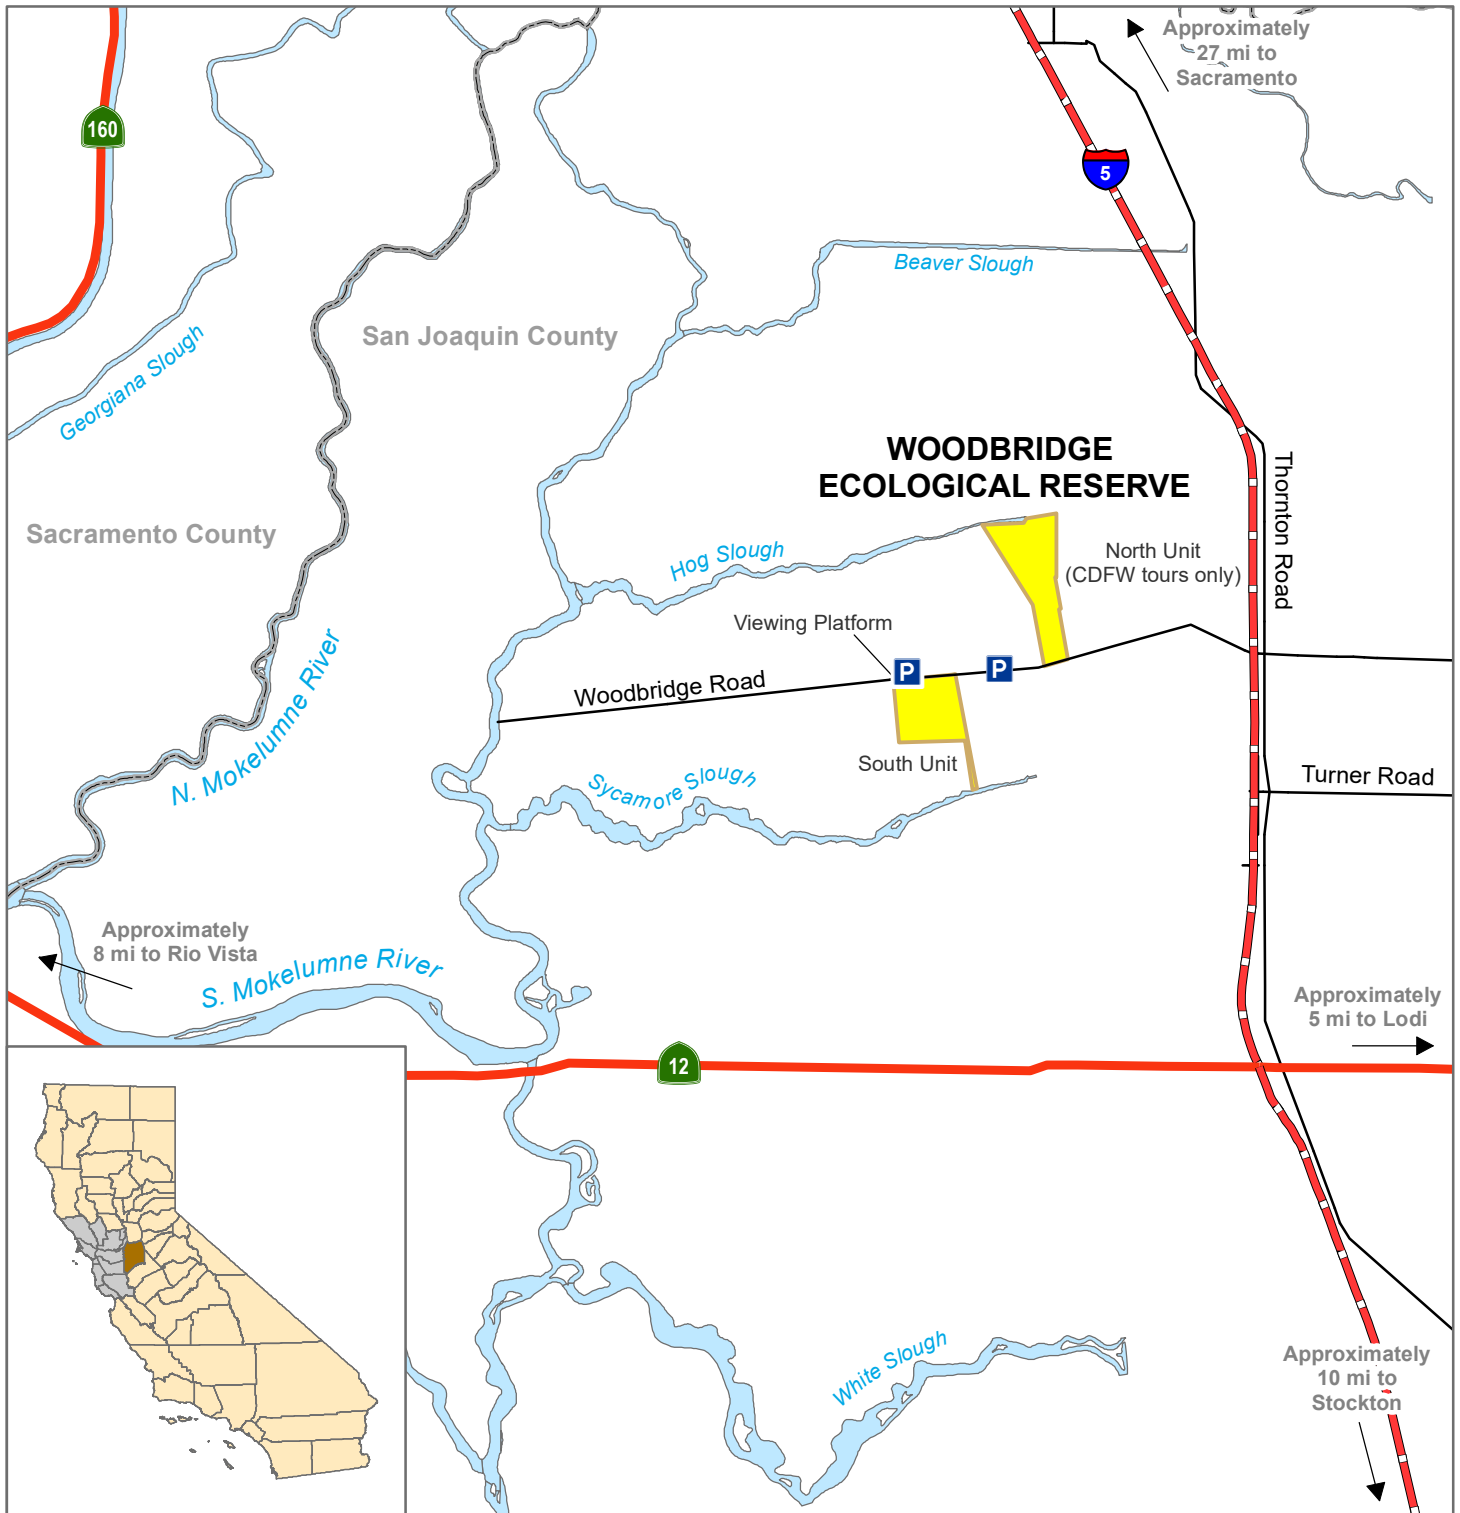 Approximately
27 mi to
Sacramento
160
5
Beaver Slough
San Joaquin County
Georgiana Slough
WOODBRIDGE
ECOLOGICAL RESERVE
Thornton Road
Sacramento County
Hog Slough
North Unit
(CDFW tours only)
Viewing Platform
P
P
Woodbridge Road
N. Mokelumne River
South Unit
Sycamore Slough
Turner Road
Approximately
8 mi to Rio Vista
S. Mokelumne River
Approximately
5 mi to Lodi
12
White Slough
Approximately
10 mi to
Stockton